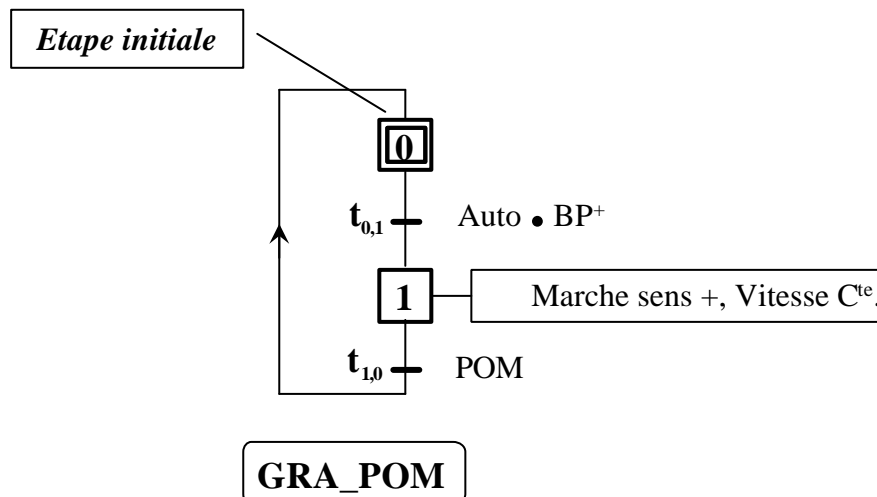 Etape initiale
0
t0,1 Auto • BP+
1 Marche sens +, Vitesse Cte.
t1,0 POM
GRA_POM